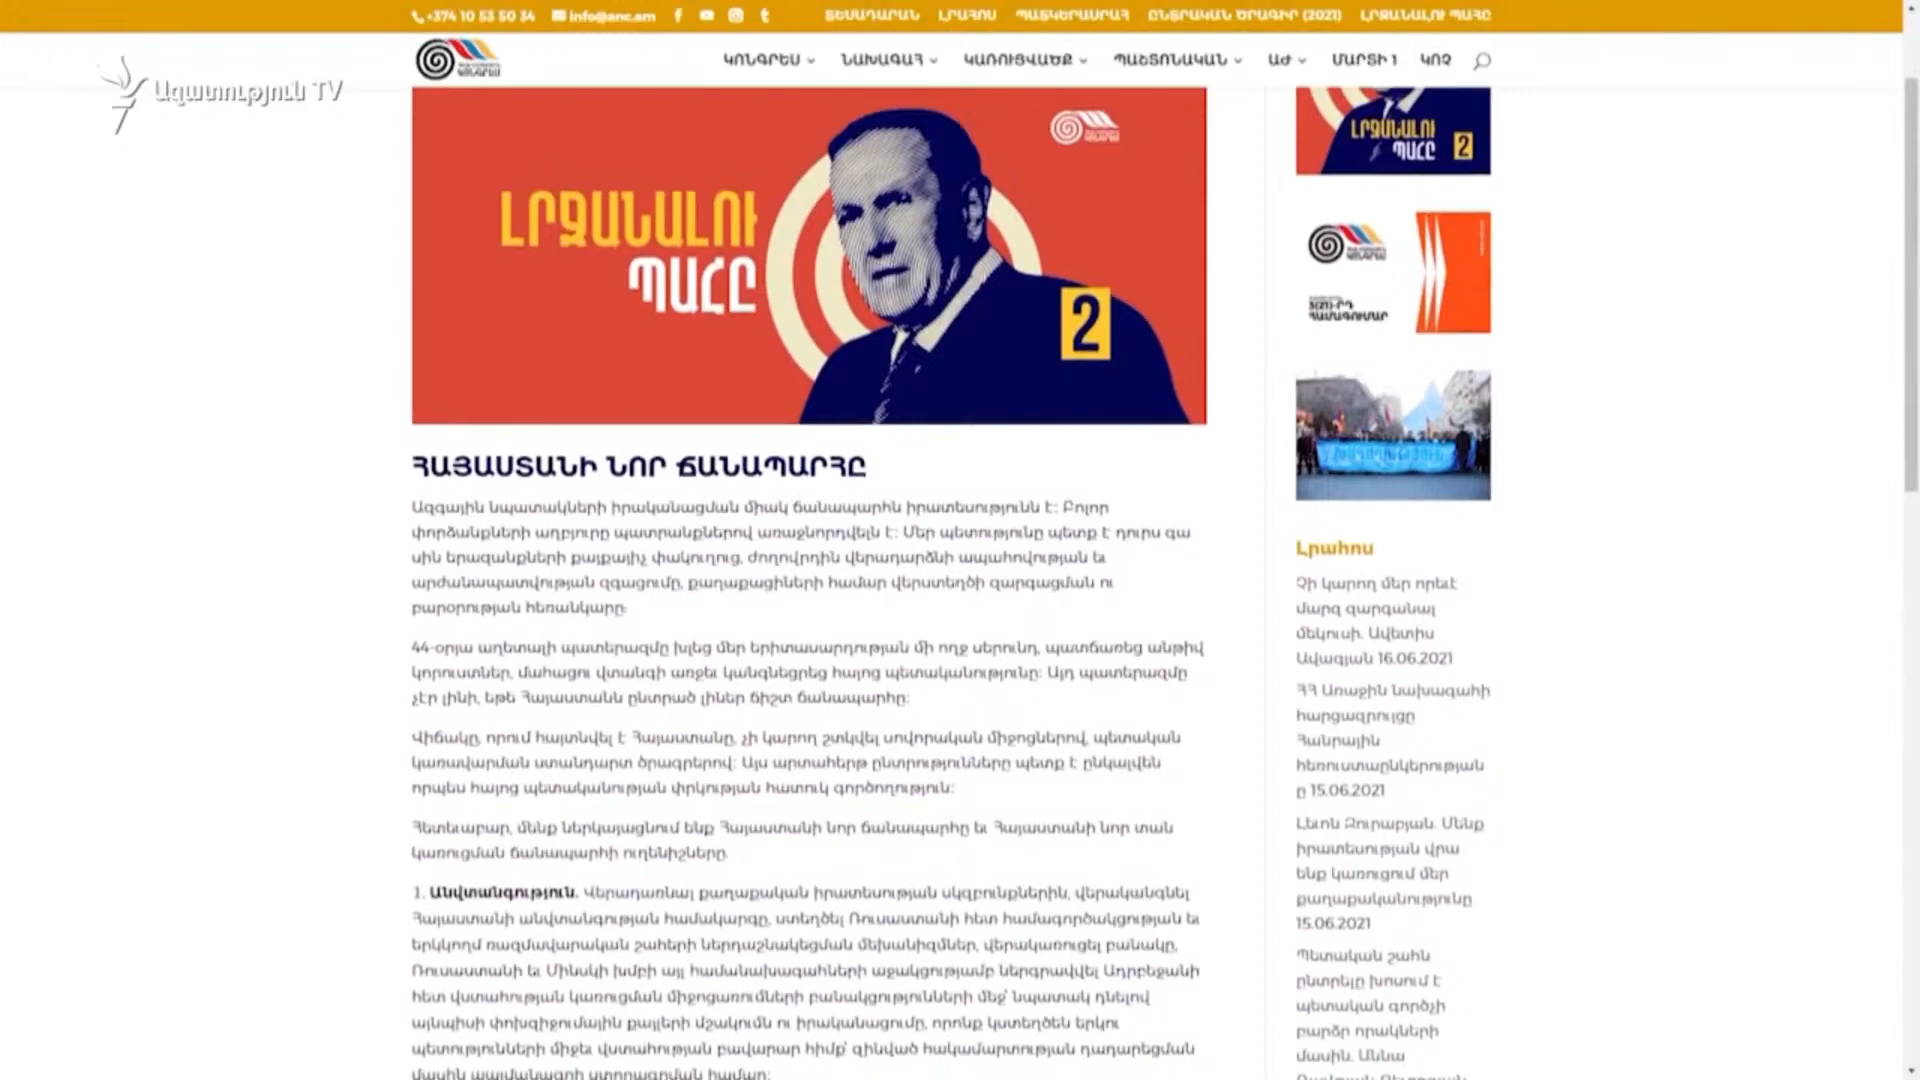 +374 10 53 50 34 info@anc.am
ՏԵՍԱԴԱՐԱՆ ԼՐԱՀՈՍ ՊԱՏԿԵՐԱՍՐԱՀ ԸՆՏՐԱԿԱՆ ԾՐԱԳԻՐ (2021) ԼՐՋԱՆԱԼՈՒ ՊԱՀԸ
ԿՈՆԳՐԵՍ ՆԱԽԱԳԱՀ ԿԱՌՈՒՑՎԱԾՔ ՊԱՇՏՈՆԱԿԱՆ ԱԺ ՄԱՐՏԻ 1 ԿՈՉ
Ազատություն TV
ԼՐՋԱՆԱԼՈՒ
ՊԱՀԸ
2
ՀԱՅԱՍՏԱՆԻ ՆՈՐ ՃԱՆԱՊԱՐՀԸ
Ազգային նպատակների իրականացման միակ ճանապարհն իրատեսությունն է։ Բոլոր
փորձանքների աղբյուրը պատրանքներով առաջնորդվելն է։ Մեր պետությունը պետք է դուրս գա
սին երազանքների քայքայիչ փակուղուց, ժողովրդին վերադարձնի ապահովության եւ
արժանապատվության զգացումը, քաղաքացիների համար վերստեղծի զարգացման ու
բարօրության հեռանկարը։
44-օրյա աղետալի պատերազմը խլեց մեր երիտասարդության մի ողջ սերունդ, պատճառեց անթիվ
կորուստներ, մահացու վտանգի առջեւ կանգնեցրեց հայոց պետականությունը։ Այդ պատերազմը
չէր լինի, եթե Հայաստանն ընտրած լիներ ճիշտ ճանապարհը։
Վիճակը, որում հայտնվել է Հայաստանը, չի կարող շտկվել սովորական միջոցներով, պետական
կառավարման ստանդարտ ծրագրերով։ Այս արտահերթ ընտրությունները պետք է ընկալվեն
որպես հայոց պետականության փրկության հատուկ գործողություն։
Հետեւաբար, մենք ներկայացնում ենք Հայաստանի նոր ճանապարհը եւ Հայաստանի նոր տան
կառուցման ճանապարհի ուղենիշները.
1. Անվտանգություն. Վերադառնալ քաղաքական իրատեսության սկզբունքներին, վերականգնել
Հայաստանի անվտանգության համակարգը, ստեղծել Ռուսաստանի հետ համագործակցության եւ
երկկողմ ռազմավարական շահերի ներդաշնակեցման մեխանիզմներ, վերակառուցել բանակը,
Ռուսաստանի եւ Մինսկի խմբի այլ համանախագահների աջակցությամբ ներգրավվել Ադրբեջանի
հետ վստահության կառուցման միջոցառումների բանակցությունների մեջ՝ նպատակ դնելով
այնպիսի փոխզիջումային քայլերի մշակումն ու իրականացումը, որոնք կստեղծեն երկու
պետությունների միջեւ վստահության բավարար հիմք՝ զինված հակամարտության դադարեցման
մասին պայմանագրի ստորագրման համար։
ԼՐՋԱՆԱԼՈՒ
ՊԱՀԸ 2
ՀԱՄԱԳՈՒՄԱՐ
Լրահոս
Չի կարող մեր որեւէ
մարզ զարգանալ
մեկուսի. Ավետիս
Ավագյան 16.06.2021
ՀՀ Առաջին նախագահի
հարցազրույցը
Հանրային
հեռուստաընկերության
ը 15.06.2021
Լեւոն Զուրաբյան. Մենք
իրատեսության վրա
ենք կառուցում մեր
քաղաքականությունը
15.06.2021
Պետական շահն
ընտրելը խոսում է
պետական գործչի
բարձր որակների
մասին. Աննա